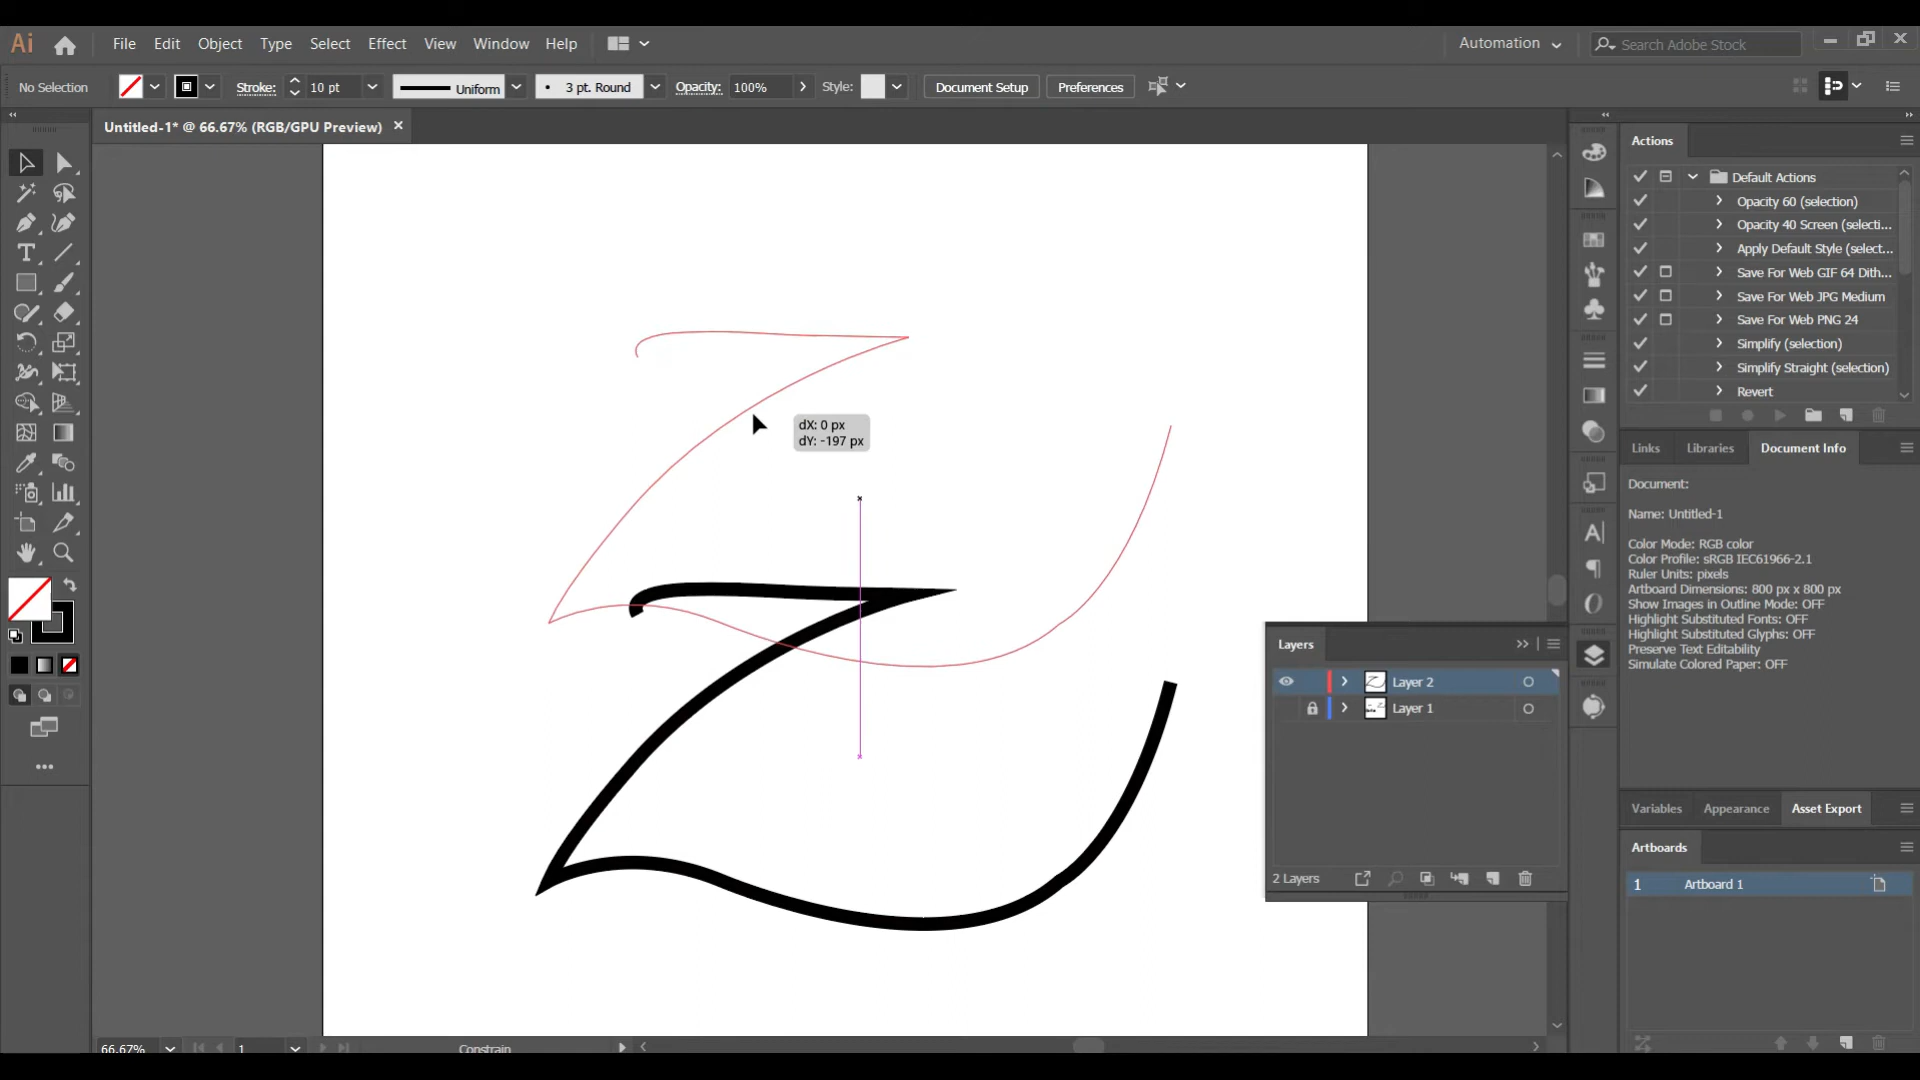 Ai File Edit Object Type Select Effect View Window Help Automation Search Adobe Stock
No Selection Stroke: 10 pt Uniform 3 pt. Round Opacity: 100% Style: Document Setup Preferences
Untitled-1* @ 66.67% (RGB/GPU Preview)
dX: 0 px
dY: -197 px
Layers
Layer 2
Layer 1
2 Layers
Actions
Default Actions
Opacity 60 (selection)
Opacity 40 Screen (selecti...
Apply Default Style (select...
Save For Web GIF 64 Dith...
Save For Web JPG Medium
Save For Web PNG 24
Simplify (selection)
Simplify Straight (selection)
Revert
Links Libraries Document Info
Document:
Name: Untitled-1
Color Mode: RGB color
Color Profile: sRGB IEC61966-2.1
Ruler Units: pixels
Artboard Dimensions: 800 px x 800 px
Show Images in Outline Mode: OFF
Highlight Substituted Fonts: OFF
Highlight Substituted Glyphs: OFF
Preserve Text Editability
Simulate Colored Paper: OFF
Variables Appearance Asset Export
Artboards
1 Artboard 1
66.67% 1 Constrain